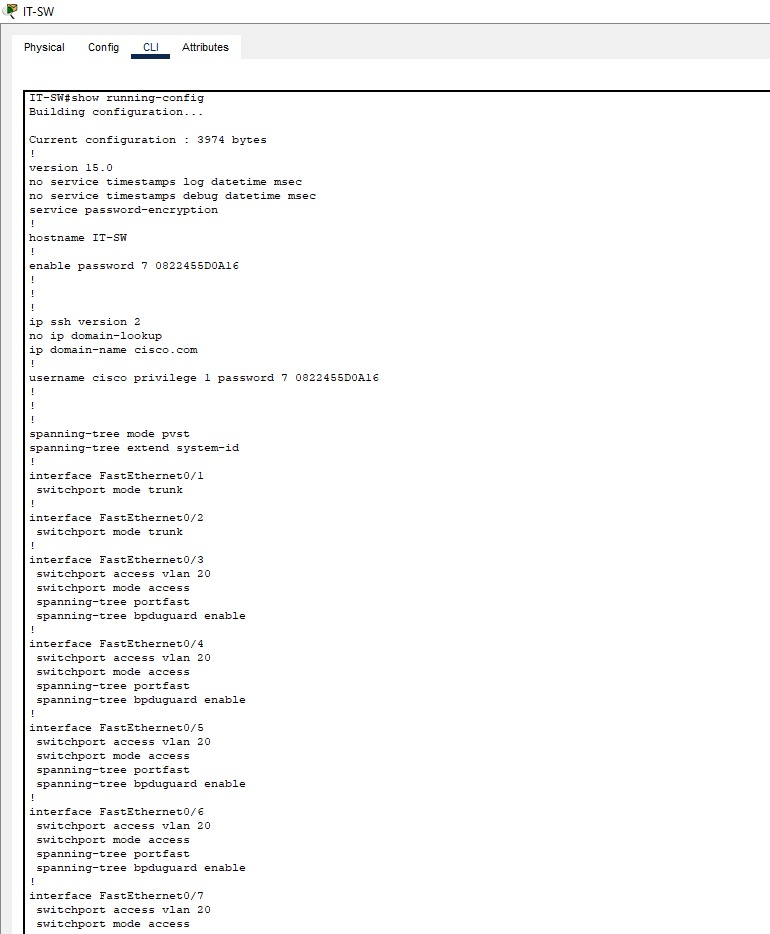 IT-SW
Physical Config CLI Attributes
IT-SW#show running-config
Building configuration...
Current configuration : 3974 bytes
!
version 15.0
no service timestamps log datetime msec
no service timestamps debug datetime msec
service password-encryption
!
hostname IT-SW
!
enable password 7 0822455D0A16
!
!
!
ip ssh version 2
no ip domain-lookup
ip domain-name cisco.com
!
username cisco privilege 1 password 7 0822455D0A16
!
!
!
spanning-tree mode pvst
spanning-tree extend system-id
!
interface FastEthernet0/1
 switchport mode trunk
!
interface FastEthernet0/2
 switchport mode trunk
!
interface FastEthernet0/3
 switchport access vlan 20
 switchport mode access
 spanning-tree portfast
 spanning-tree bpduguard enable
!
interface FastEthernet0/4
 switchport access vlan 20
 switchport mode access
 spanning-tree portfast
 spanning-tree bpduguard enable
!
interface FastEthernet0/5
 switchport access vlan 20
 switchport mode access
 spanning-tree portfast
 spanning-tree bpduguard enable
!
interface FastEthernet0/6
 switchport access vlan 20
 switchport mode access
 spanning-tree portfast
 spanning-tree bpduguard enable
!
interface FastEthernet0/7
 switchport access vlan 20
 switchport mode access